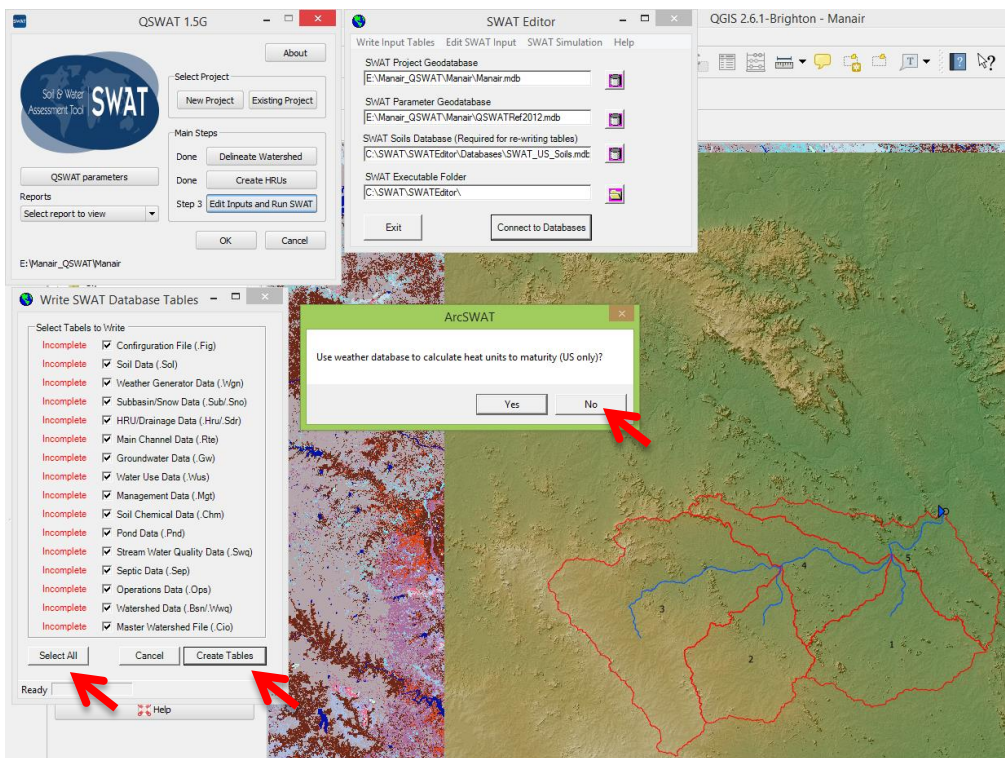 QSWAT 1.5G
SWAT
About
Soil & Water
Assessment Tool
SWAT
Select Project
New Project
Existing Project
Main Steps
Done
Delineate Watershed
QSWAT parameters
Done
Create HRUs
Reports
Select report to view
Step 3
Edit Inputs and Run SWAT
OK
Cancel
E:\Manair_QSWAT\Manair
SWAT Editor
Write Input Tables Edit SWAT Input SWAT Simulation Help
SWAT Project Geodatabase
E:\Manair_QSWAT\Manair\Manair.mdb
SWAT Parameter Geodatabase
E:\Manair_QSWAT\Manair\QSWATRef2012.mdb
SWAT Soils Database (Required for re-writing tables)
C:\SWAT\SWATEditor\Databases\SWAT_US_Soils.mdb
SWAT Executable Folder
C:\SWAT\SWATEditor\
Exit
Connect to Databases
QGIS 2.6.1-Brighton - Manair
T
?
?
Write SWAT Database Tables
Select Tabels to Write
Incomplete Confirguration File (.Fig)
Incomplete Soil Data (.Sol)
Incomplete Weather Generator Data (.Wgn)
Incomplete Subbasin/Snow Data (.Sub/.Sno)
Incomplete HRU/Drainage Data (.Hru/.Sdr)
Incomplete Main Channel Data (.Rte)
Incomplete Groundwater Data (.Gw)
Incomplete Water Use Data (.Wus)
Incomplete Management Data (.Mgt)
Incomplete Soil Chemical Data (.Chm)
Incomplete Pond Data (.Pnd)
Incomplete Stream Water Quality Data (.Swq)
Incomplete Septic Data (.Sep)
Incomplete Operations Data (.Ops)
Incomplete Watershed Data (.Bsn/.Wwq)
Incomplete Master Watershed File (.Cio)
Select All
Cancel
Create Tables
Ready
Help
ArcSWAT
Use weather database to calculate heat units to maturity (US only)?
Yes
No
5
4
3
1
2